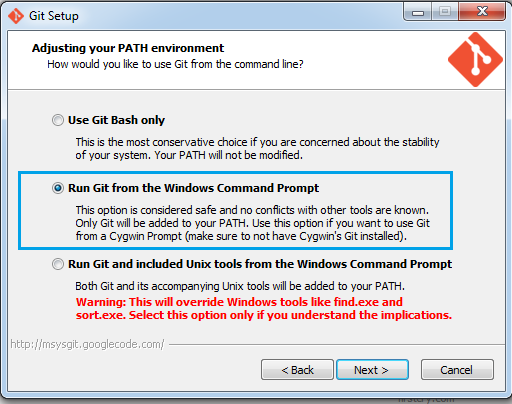 Git Setup
Adjusting your PATH environment
How would you like to use Git from the command line?
Use Git Bash only
This is the most conservative choice if you are concerned about the stability
of your system. Your PATH will not be modified.
Run Git from the Windows Command Prompt
This option is considered safe and no conflicts with other tools are known.
Only Git will be added to your PATH. Use this option if you want to use Git
from a Cygwin Prompt (make sure to not have Cygwin's Git installed).
Run Git and included Unix tools from the Windows Command Prompt
Both Git and its accompanying Unix tools will be added to your PATH.
Warning: This will override Windows tools like find.exe and
sort.exe. Select this option only if you understand the implications.
http://msysgit.googlecode.com/
< Back Next > Cancel